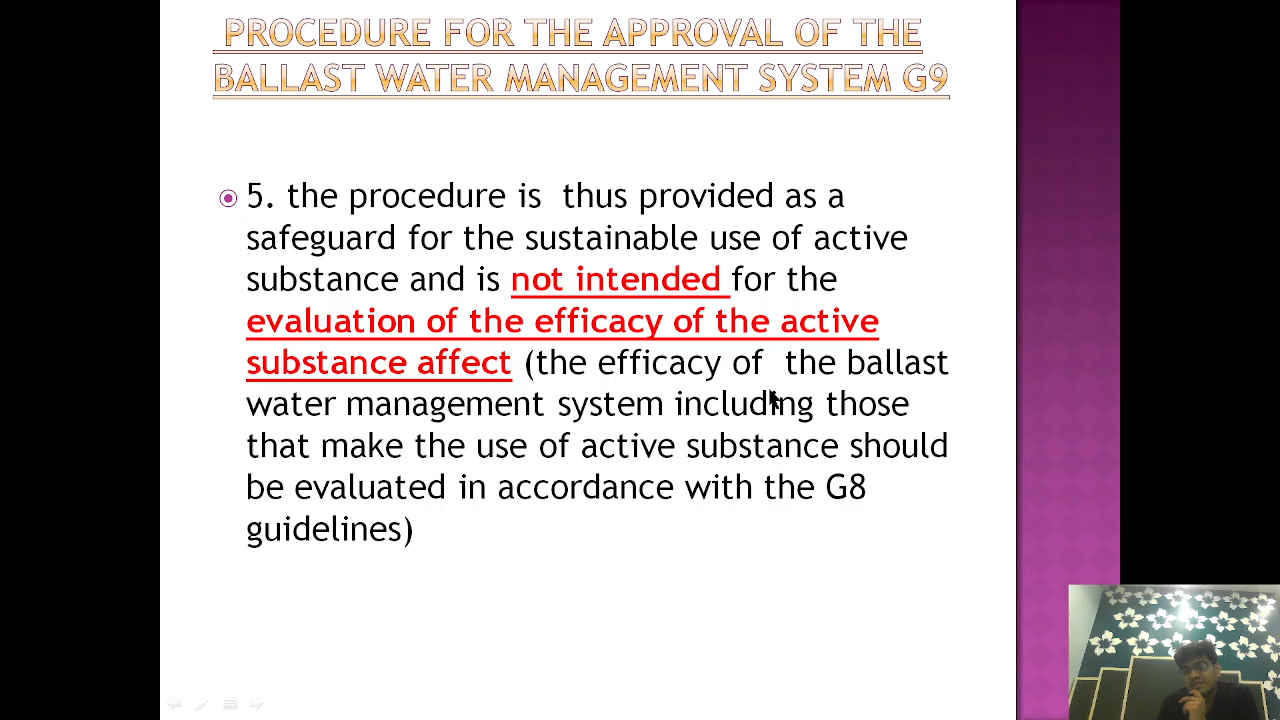 PROCEDURE FOR THE APPROVAL OF THE
BALLAST WATER MANAGEMENT SYSTEM G9
5. the procedure is thus provided as a
safeguard for the sustainable use of active
substance and is not intended for the
evaluation of the efficacy of the active
substance affect (the efficacy of the ballast
water management system including those
that make the use of active substance should
be evaluated in accordance with the G8
guidelines)